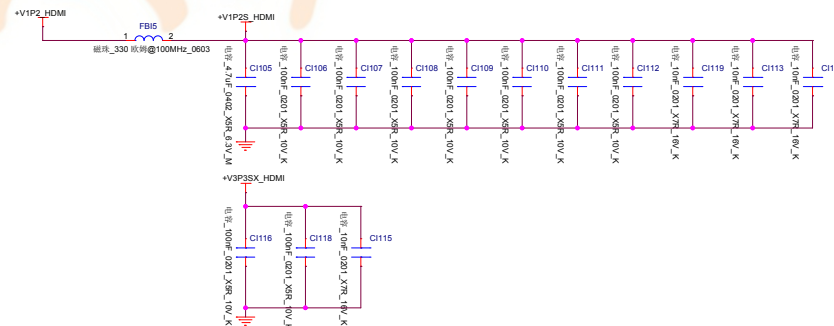 +V1P2_HDMI
+V1P2S_HDMI
FBI5
1
2
磁珠_330 欧姆@100MHz_0603
CI105
CI106
CI107
CI108
CI109
CI110
CI111
CI112
CI119
CI113
电容_4.7uF_0402_X5R_6.3V_M
电容_100nF_0201_X5R_10V_K
电容_100nF_0201_X5R_10V_K
电容_100nF_0201_X5R_10V_K
电容_100nF_0201_X5R_10V_K
电容_100nF_0201_X5R_10V_K
电容_100nF_0201_X5R_10V_K
电容_100nF_0201_X5R_10V_K
电容_10nF_0201_X7R_16V_K
电容_10nF_0201_X7R_16V_K
电容_10nF_0201_X7R_16V_K
+V3P3SX_HDMI
CI116
CI118
CI115
电容_100nF_0201_X5R_10V_K
电容_100nF_0201_X5R_10V_
电容_10nF_0201_X7R_16V_K